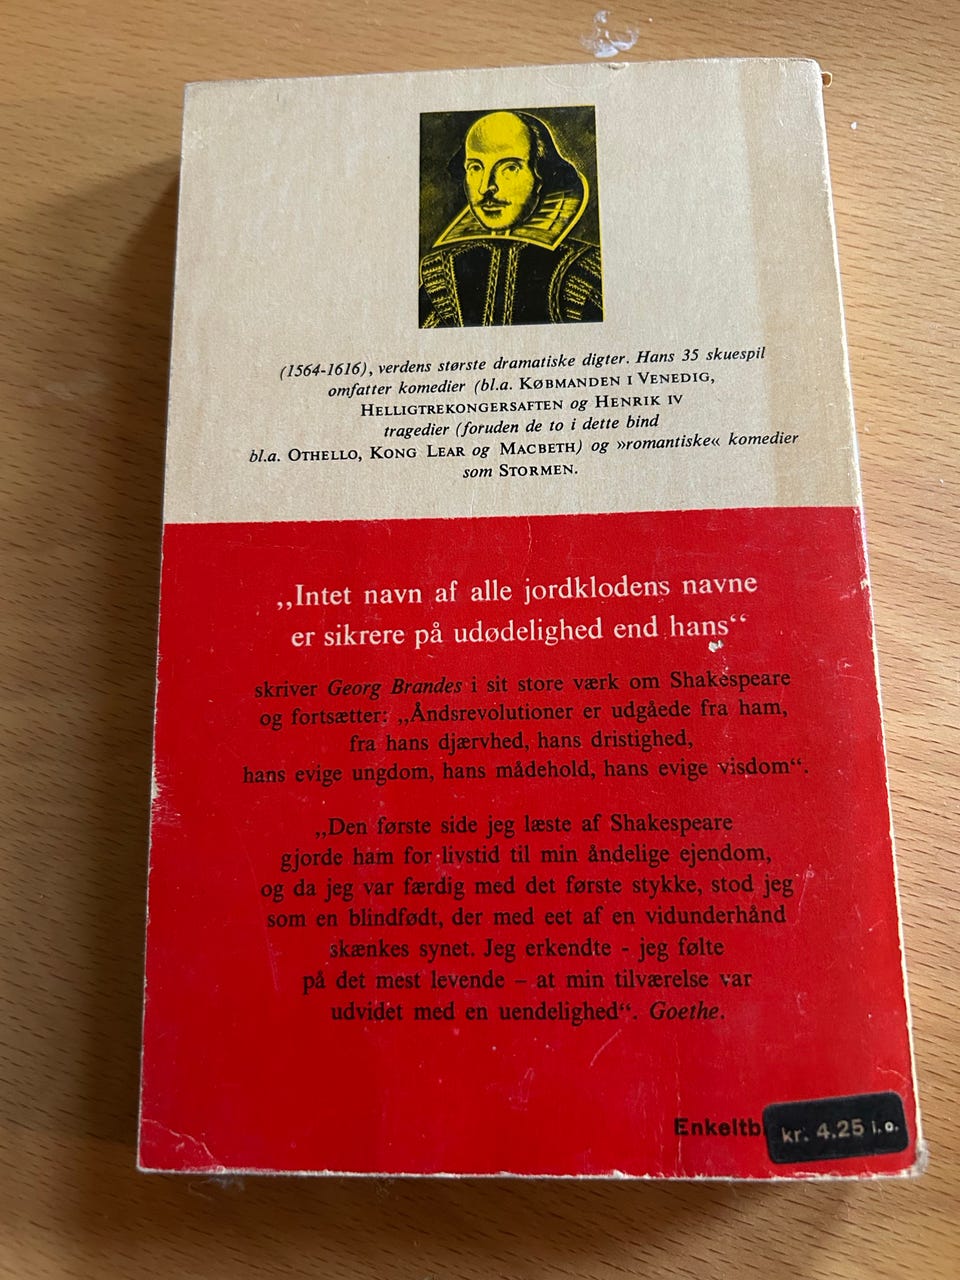 (1564-1616), verdens største dramatiske digter. Hans 35 skuespil
omfatter komedier (bl.a. KØBMANDEN I VENEDIG,
HELLIGTREKONGERSAFTEN og HENRIK IV
tragedier (foruden de to i dette bind
bl.a. OTHELLO, KONG LEAR og MACBETH) og »romantiske« komedier
som STORMEN.
„Intet navn af alle jordklodens navne
er sikrere på udødelighed end hans“
skriver Georg Brandes i sit store værk om Shakespeare
og fortsætter: „Åndsrevolutioner er udgåede fra ham,
fra hans djærvhed, hans dristighed,
hans evige ungdom, hans mådehold, hans evige visdom“.
„Den første side jeg læste af Shakespeare
gjorde ham for livstid til min åndelige ejendom,
og da jeg var færdig med det første stykke, stod jeg
som en blindfødt, der med eet af en vidunderhånd
skænkes synet. Jeg erkendte - jeg følte
på det mest levende – at min tilværelse var
udvidet med en uendelighed“. Goethe.
kr. 4.25 i.o.